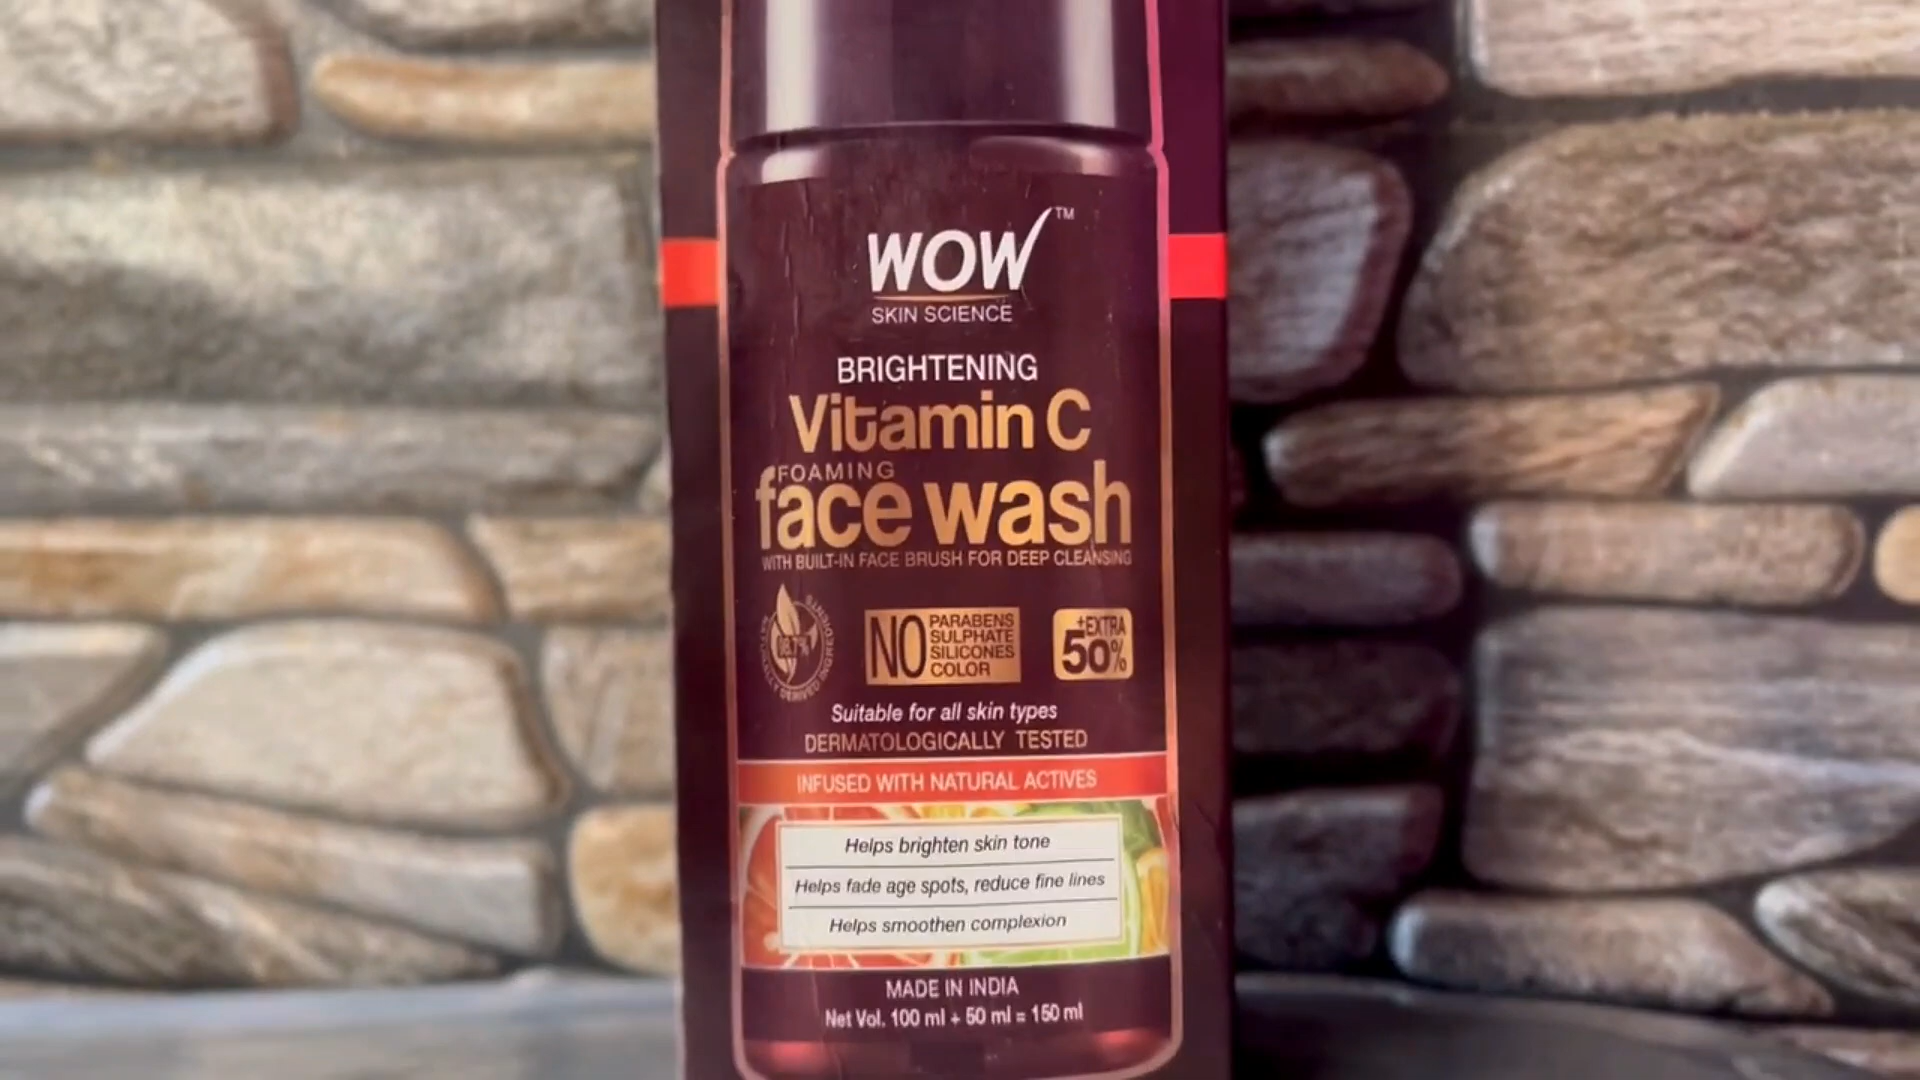 WOW™
SKIN SCIENCE
BRIGHTENING
Vitamin C
FOAMING
face wash
WITH BUILT-IN FACE BRUSH FOR DEEP CLEANSING
NATURALLY DERIVED INGREDIENTS
NO PARABENS
SULPHATE
SILICONES
COLOR
+EXTRA
50%
Suitable for all skin types
DERMATOLOGICALLY TESTED
INFUSED WITH NATURAL ACTIVES
Helps brighten skin tone
Helps fade age spots, reduce fine lines
Helps smoothen complexion
MADE IN INDIA
Net Vol. 100 ml + 50 ml = 150 ml